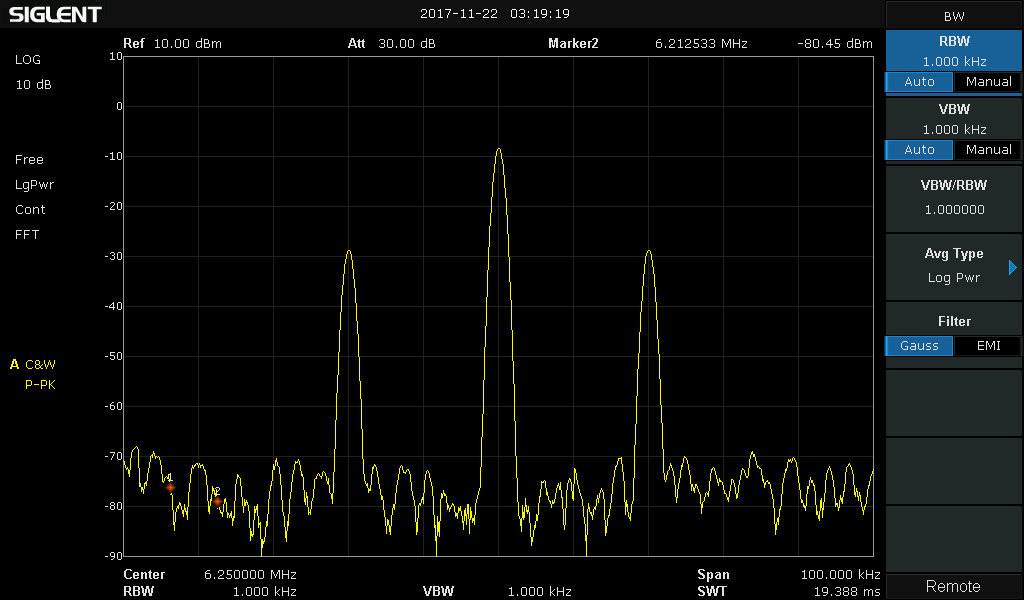 SIGLENT 2017-11-22 03:19:19 BW
Ref 10.00 dBm Att 30.00 dB Marker2 6.212533 MHz -80.45 dBm
LOG
10 dB
Free
LgPwr
Cont
FFT
A C&W
P-PK
10
0
-10
-20
-30
-40
-50
-60
-70
-80
-90
1
2
Center 6.250000 MHz Span 100.000 kHz
RBW 1.000 kHz VBW 1.000 kHz SWT 19.388 ms
RBW
1.000 kHz
Auto Manual
VBW
1.000 kHz
Auto Manual
VBW/RBW
1.000000
Avg Type
Log Pwr
Filter
Gauss EMI
Remote